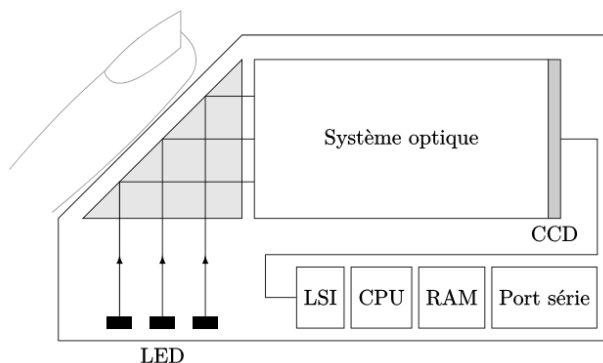 Système optique
CCD
LSI
CPU
RAM
Port série
LED